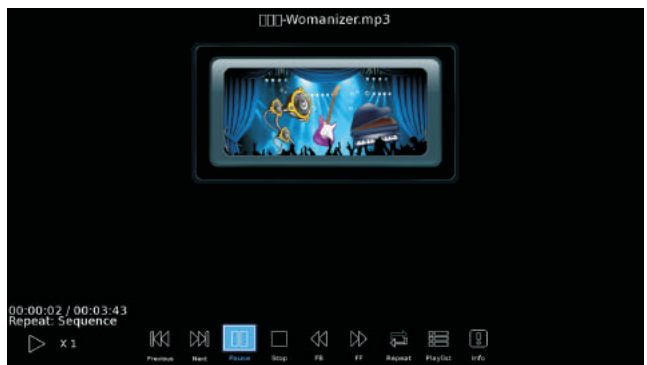 ▯▯▯-Womanizer.mp3
00:00:02 / 00:03:43
Repeat: Sequence
X 1
Previous Next Pause Stop FB FF Repeat Playlist Info